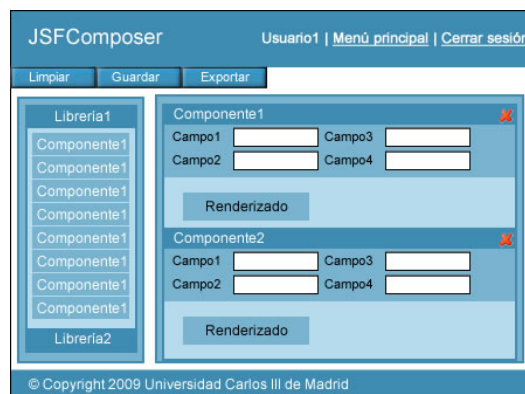 JSFComposer
Usuario1 | Menú principal | Cerrar sesión
Limpiar Guardar Exportar
Librería1
Componente1
Componente1
Componente1
Componente1
Componente1
Componente1
Componente1
Componente1
Librería2
Componente1
Campo1 Campo3
Campo2 Campo4
Renderizado
Componente2
Campo1 Campo3
Campo2 Campo4
Renderizado
© Copyright 2009 Universidad Carlos III de Madrid